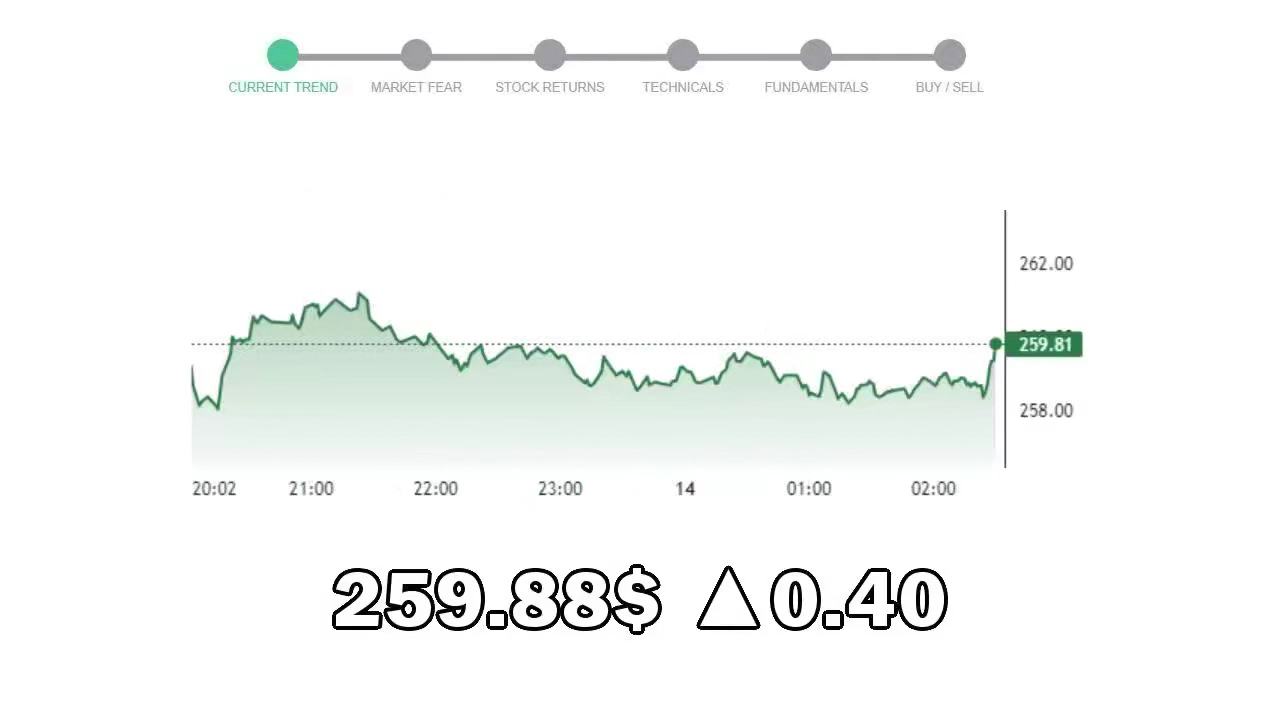 CURRENT TREND MARKET FEAR STOCK RETURNS TECHNICALS FUNDAMENTALS BUY / SELL
262.00
259.81
258.00
20:02 21:00 22:00 23:00 14 01:00 02:00
259.88$ △0.40